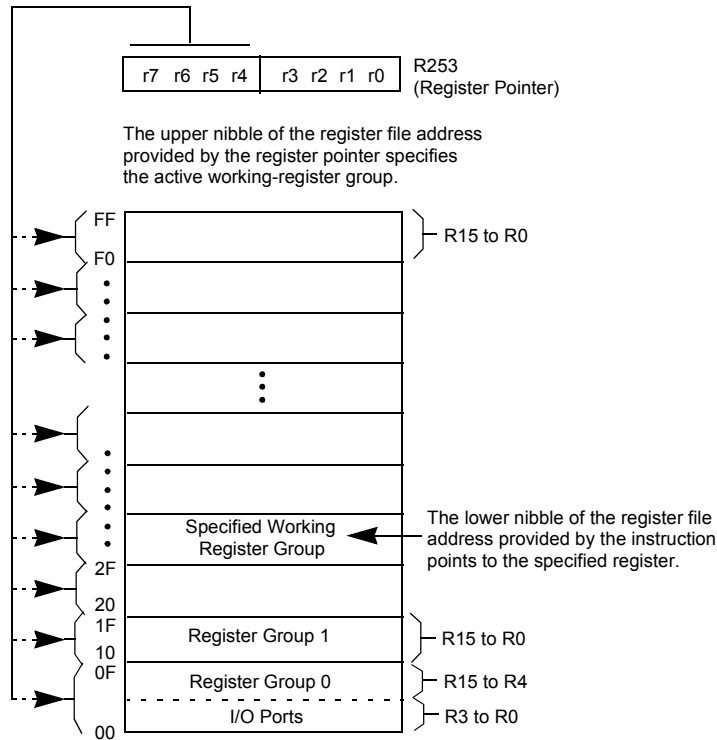 r7 r6 r5 r4 r3 r2 r1 r0
R253
(Register Pointer)
The upper nibble of the register file address
provided by the register pointer specifies
the active working-register group.
FF
F0
R15 to R0
Specified Working
Register Group
The lower nibble of the register file
address provided by the instruction
points to the specified register.
2F
20
1F
10
Register Group 1
R15 to R0
0F
Register Group 0
R15 to R4
I/O Ports
R3 to R0
00